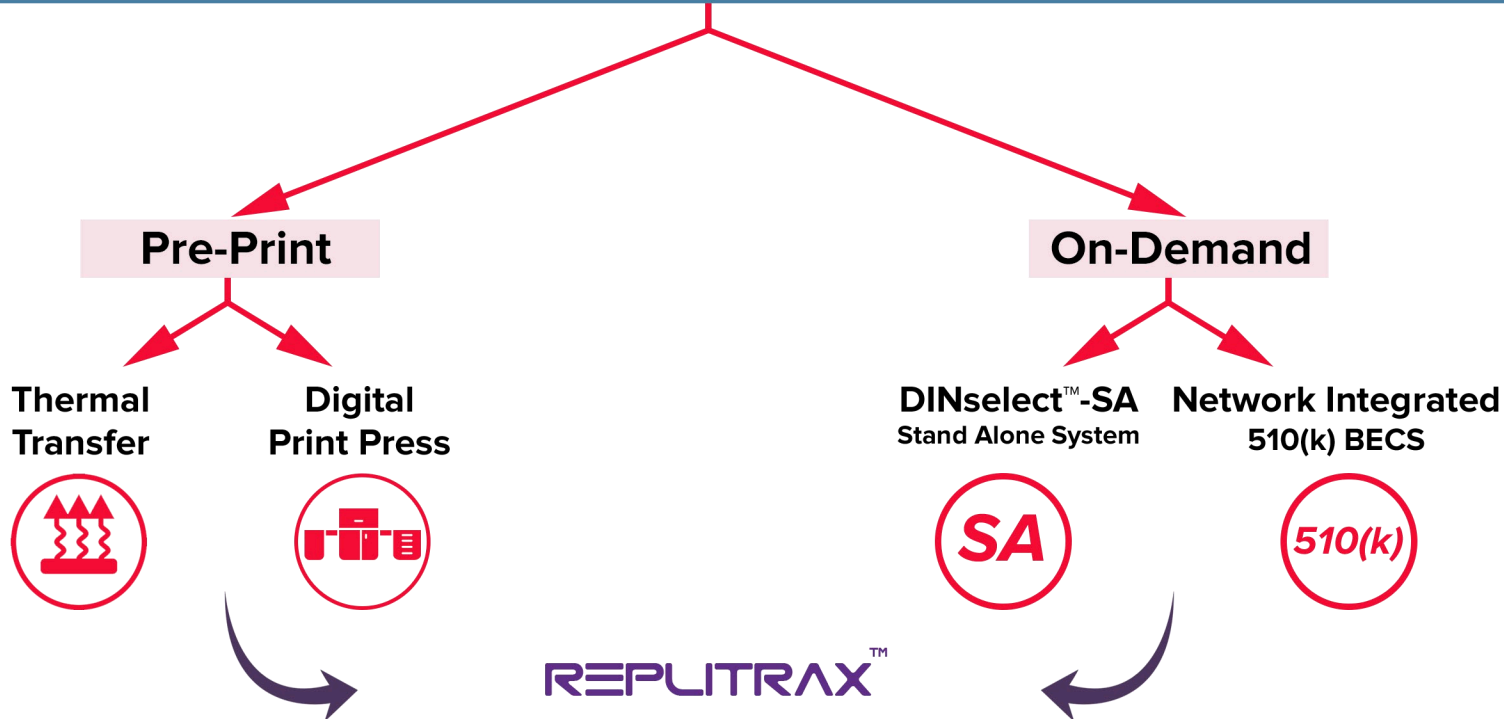 Pre-Print
On-Demand
Thermal
Transfer
Digital
Print Press
DINselect™-SA
Stand Alone System
Network Integrated
510(k) BECS
SA
510(k)
REPLITRAX™